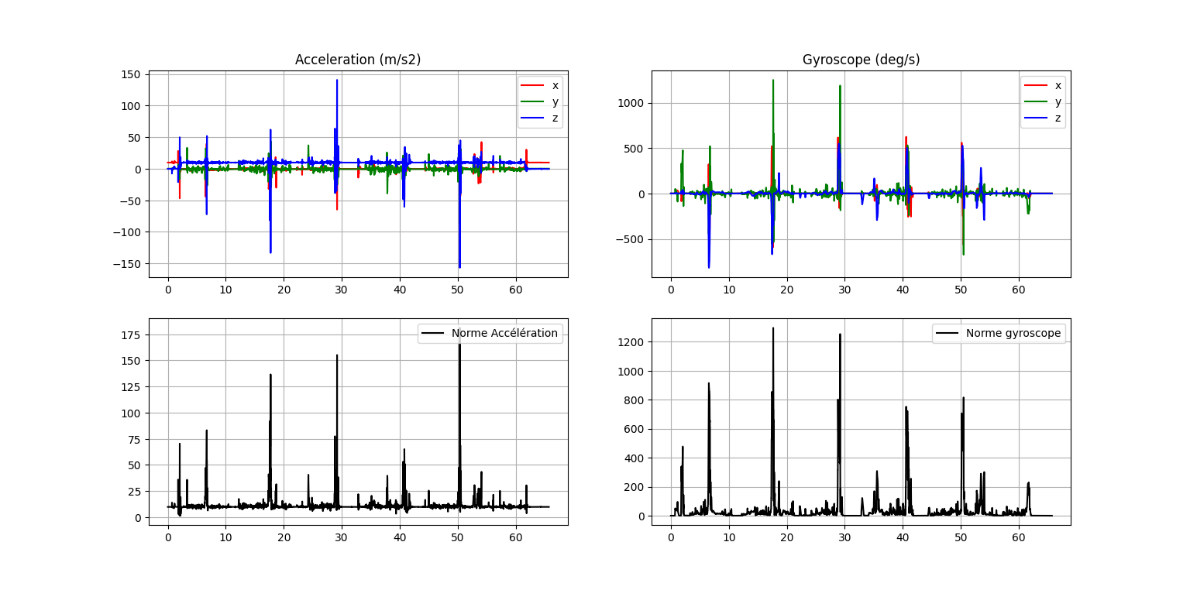 Acceleration (m/s2)
150
100
50
0
−50
−100
−150
x
y
z
0 10 20 30 40 50 60
Gyroscope (deg/s)
1000
500
0
−500
x
y
z
0 10 20 30 40 50 60
175
150
125
100
75
50
25
0
Norme Accélération
0 10 20 30 40 50 60
1200
1000
800
600
400
200
0
Norme gyroscope
0 10 20 30 40 50 60